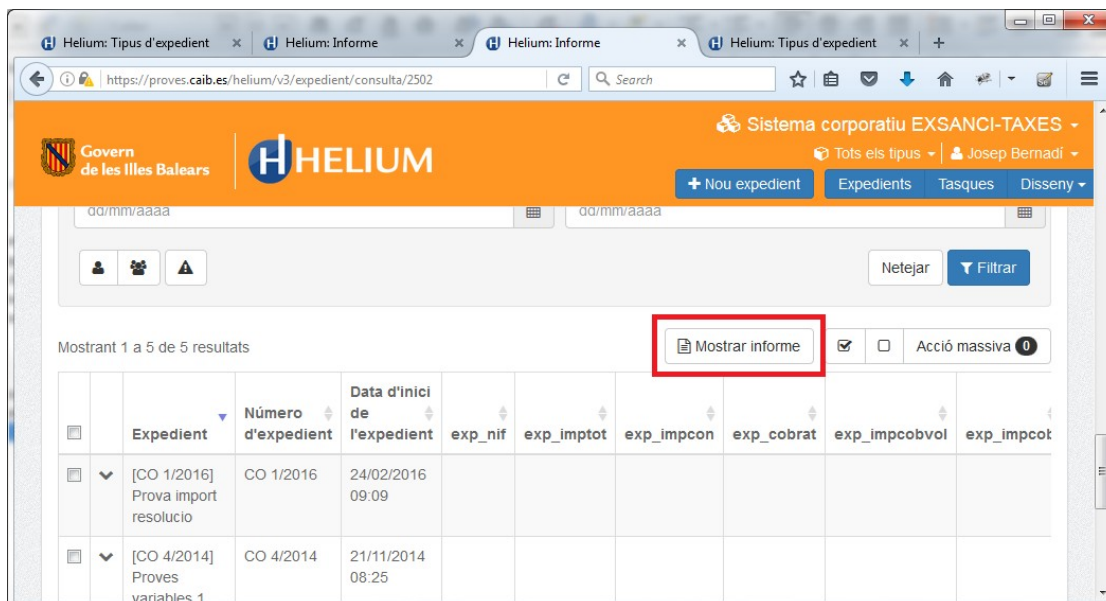 Helium: Tipus d'expedient
Helium: Informe
Helium: Informe
Helium: Tipus d'expedient
https://proves.caib.es/helium/v3/expedient/consulta/2502
Search
Sistema corporatiu EXSANCI-TAXES
Govern
de les Illes Balears
HELIUM
Tots els tipus
Josep Bernadí
Nou expedient
Expedients
Tasques
Disseny
dd/mm/aaaa
dd/mm/aaaa
Netejar
Filtrar
Mostrant 1 a 5 de 5 resultats
Mostrar informe
Acció massiva 0
Expedient
Número
d'expedient
Data d'inici
de
l'expedient
exp_nif
exp_imptot
exp_impcon
exp_cobrat
exp_impcobvol
exp_impcob
[CO 1/2016]
Prova import
resolucio
CO 1/2016
24/02/2016
09:09
[CO 4/2014]
Proves
variables 1
CO 4/2014
21/11/2014
08:25